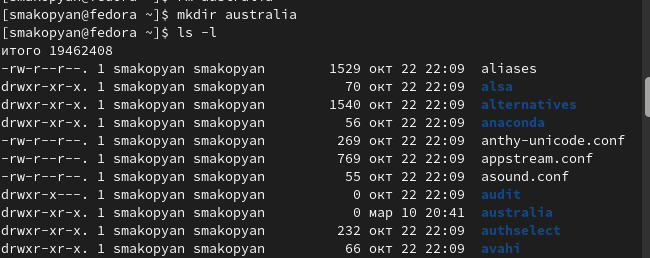 [smakopyan@fedora ~]$ rm australia
[smakopyan@fedora ~]$ mkdir australia
[smakopyan@fedora ~]$ ls -l
итого 19462408
-rw-r--r--. 1 smakopyan smakopyan 1529 окт 22 22:09 aliases
drwxr-xr-x. 1 smakopyan smakopyan 70 окт 22 22:09 alsa
drwxr-xr-x. 1 smakopyan smakopyan 1540 окт 22 22:09 alternatives
drwxr-xr-x. 1 smakopyan smakopyan 56 окт 22 22:09 anaconda
-rw-r--r--. 1 smakopyan smakopyan 269 окт 22 22:09 anthy-unicode.conf
-rw-r--r--. 1 smakopyan smakopyan 769 окт 22 22:09 appstream.conf
-rw-r--r--. 1 smakopyan smakopyan 55 окт 22 22:09 asound.conf
drwxr-x---. 1 smakopyan smakopyan 0 окт 22 22:09 audit
drwxr-xr-x. 1 smakopyan smakopyan 0 мар 10 20:41 australia
drwxr-xr-x. 1 smakopyan smakopyan 232 окт 22 22:09 authselect
drwxr-xr-x. 1 smakopyan smakopyan 66 окт 22 22:09 avahi